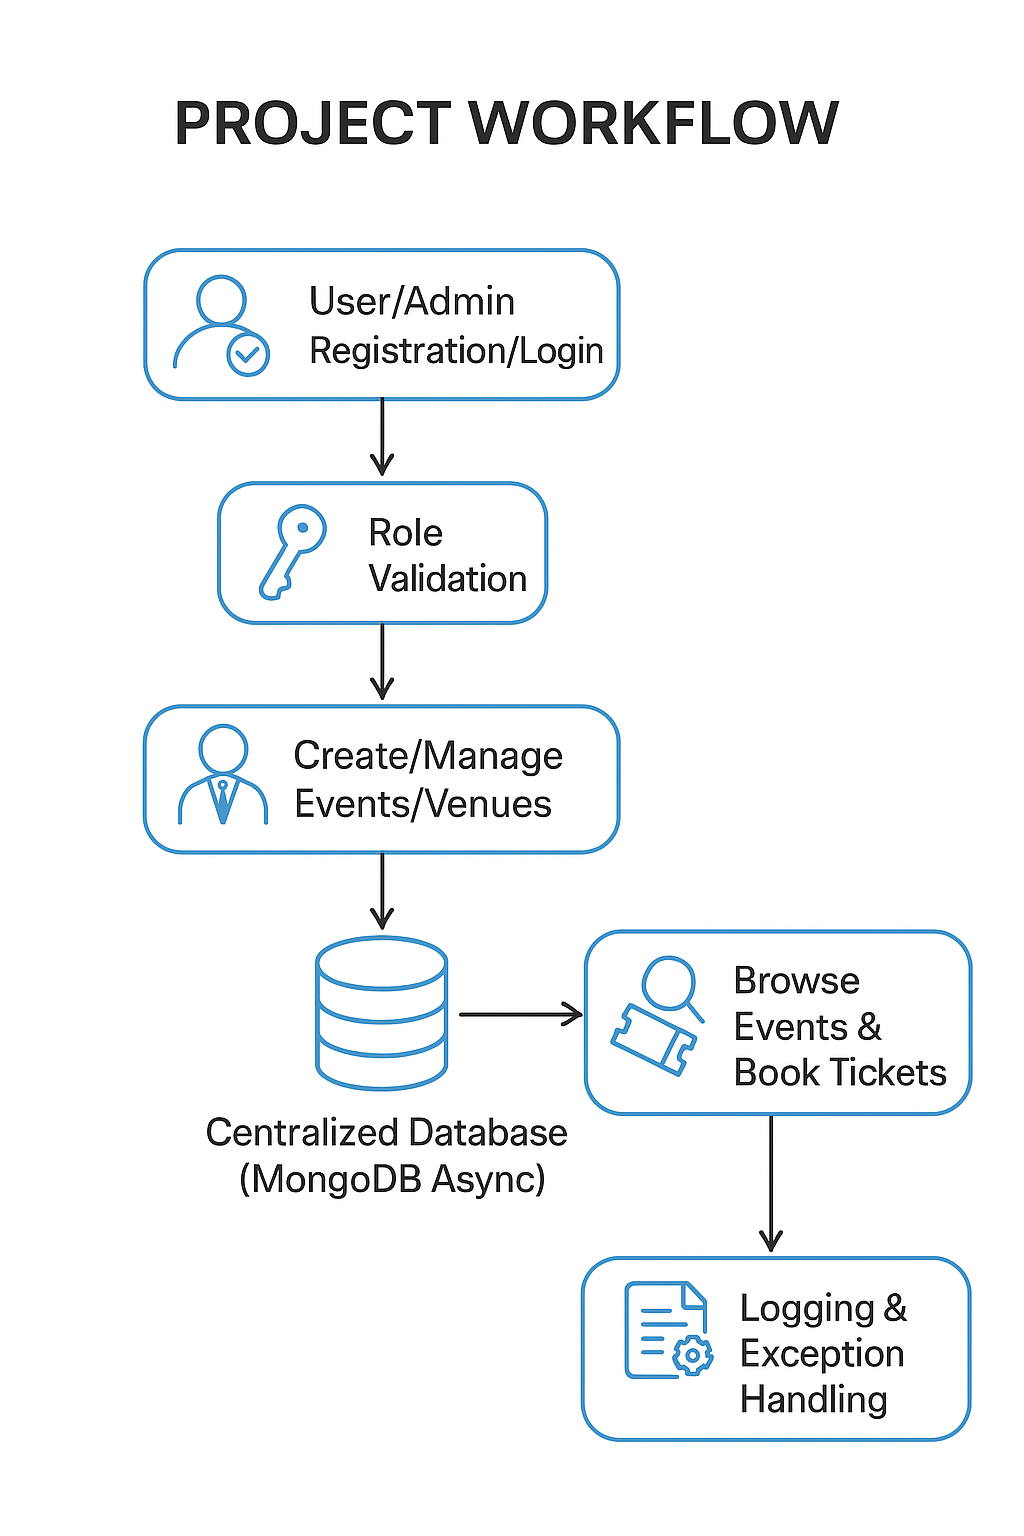 PROJECT WORKFLOW
User/Admin
Registration/Login
Role
Validation
Create/Manage
Events/Venues
Centralized Database
(MongoDB Async)
Browse
Events &
Book Tickets
Logging &
Exception
Handling